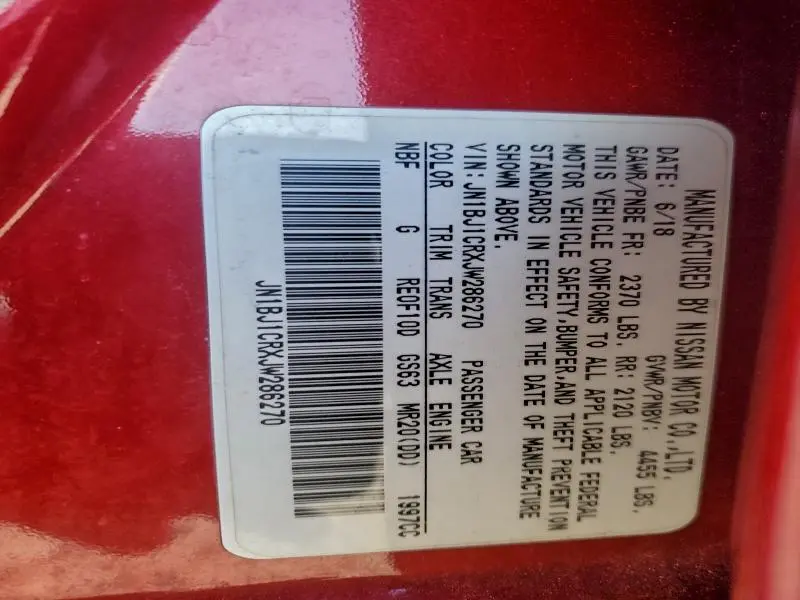 MANUFACTURED BY NISSAN MOTOR CO.,LTD.
DATE: 6/18 GVWR/PNBV: 4455 LBS.
GAWR/PNBE FR: 2370 LBS. RR: 2120 LBS.
THIS VEHICLE CONFORMS TO ALL APPLICABLE FEDERAL
MOTOR VEHICLE SAFETY,BUMPER,AND THEFT PREVENTION
STANDARDS IN EFFECT ON THE DATE OF MANUFACTURE
SHOWN ABOVE.
VIN: JN1BJ1CRXJW286270 PASSENGER CAR
COLOR TRIM TRANS AXLE ENGINE
NBF G RE0F10D GS63 MR20(DD) 1997CC
JN1BJ1CRXJW286270